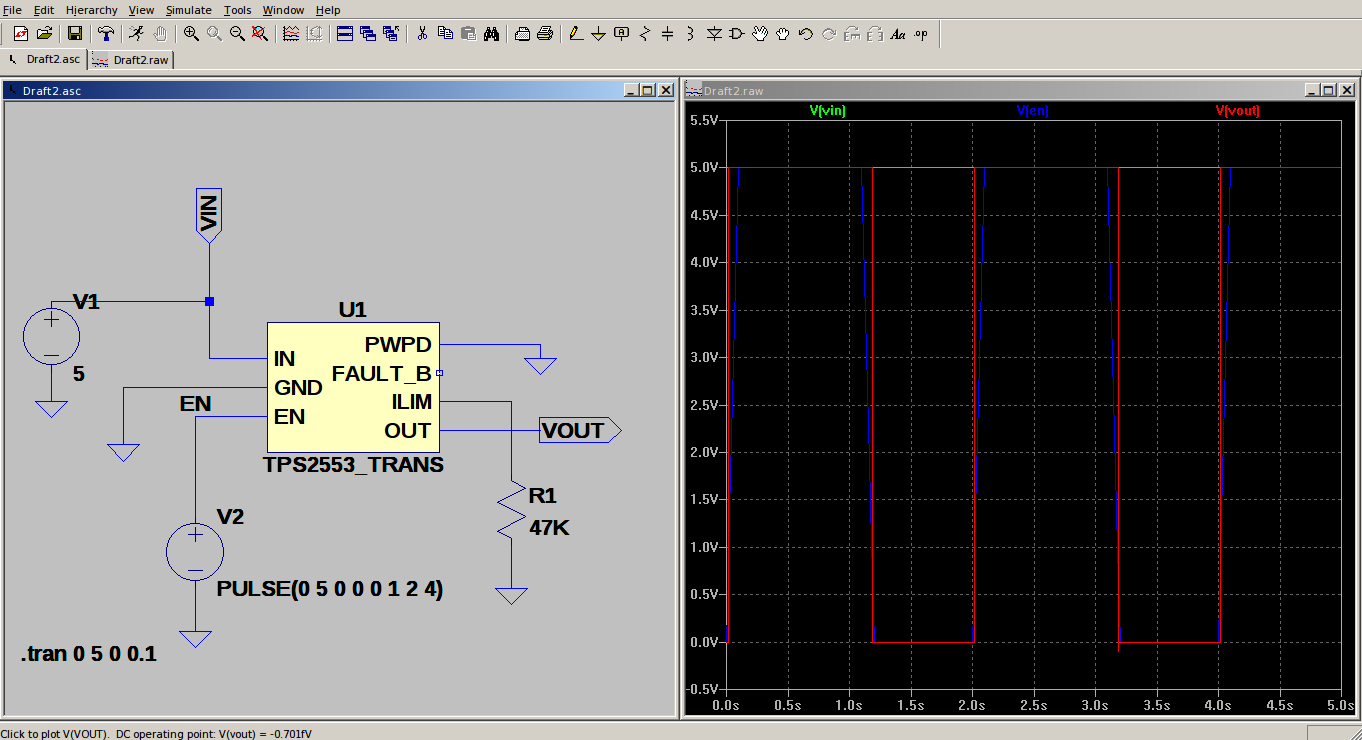 File Edit Hierarchy View Simulate Tools Window Help
Aa .op
Draft2.asc Draft2.raw
Draft2.asc
VIN
V1
5
U1
IN
GND
EN
PWPD
FAULT_B
ILIM
OUT
TPS2553_TRANS
EN
VOUT
R1
47K
V2
PULSE(0 5 0 0 0 1 2 4)
.tran 0 5 0 0.1
Draft2.raw
V(vin) V(en) V(vout)
5.5V
5.0V
4.5V
4.0V
3.5V
3.0V
2.5V
2.0V
1.5V
1.0V
0.5V
0.0V
-0.5V
0.0s 0.5s 1.0s 1.5s 2.0s 2.5s 3.0s 3.5s 4.0s 4.5s 5.0s
Click to plot V(VOUT). DC operating point: V(vout) = -0.701fV